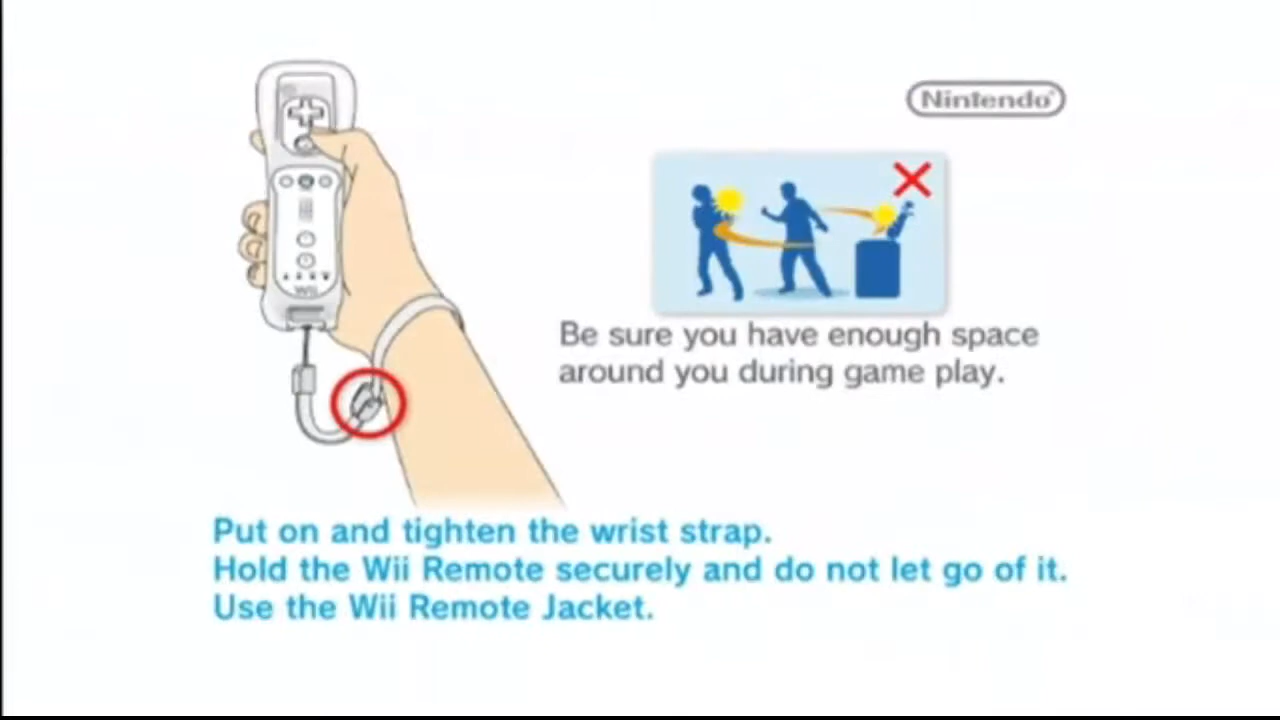 Nintendo
Be sure you have enough space
around you during game play.
Wii
Put on and tighten the wrist strap.
Hold the Wii Remote securely and do not let go of it.
Use the Wii Remote Jacket.